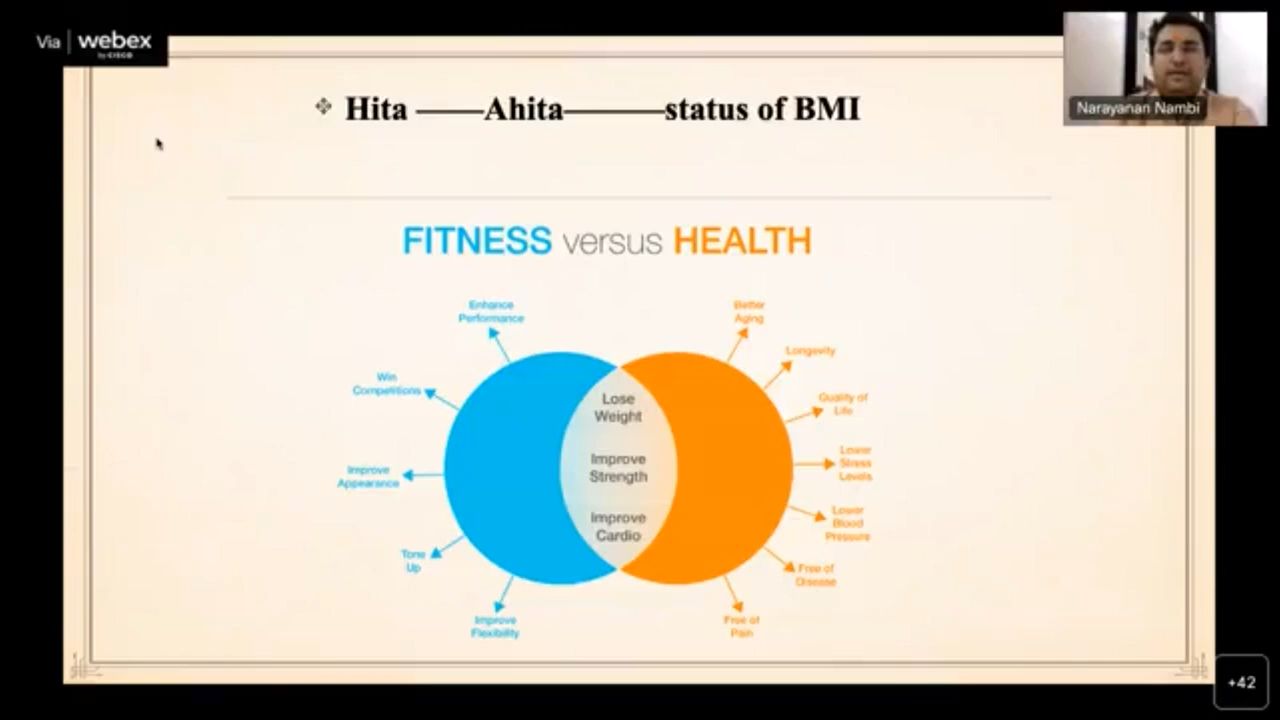 Via webex
by CISCO
Narayanan Nambi
❖ Hita ——Ahita———status of BMI
FITNESS versus HEALTH
Enhance
Performance
Win
Competitions
Improve
Appearance
Tone
Up
Improve
Flexibility
Lose
Weight
Improve
Strength
Improve
Cardio
Better
Aging
Longevity
Quality of
Life
Lower
Stress
Levels
Lower
Blood
Pressure
Free of
Disease
Free of
Pain
+42